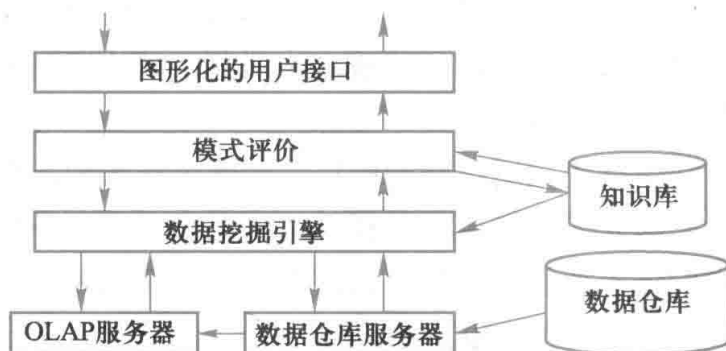 图形化的用户接口
模式评价
知识库
数据挖掘引擎
数据仓库
OLAP服务器
数据仓库服务器